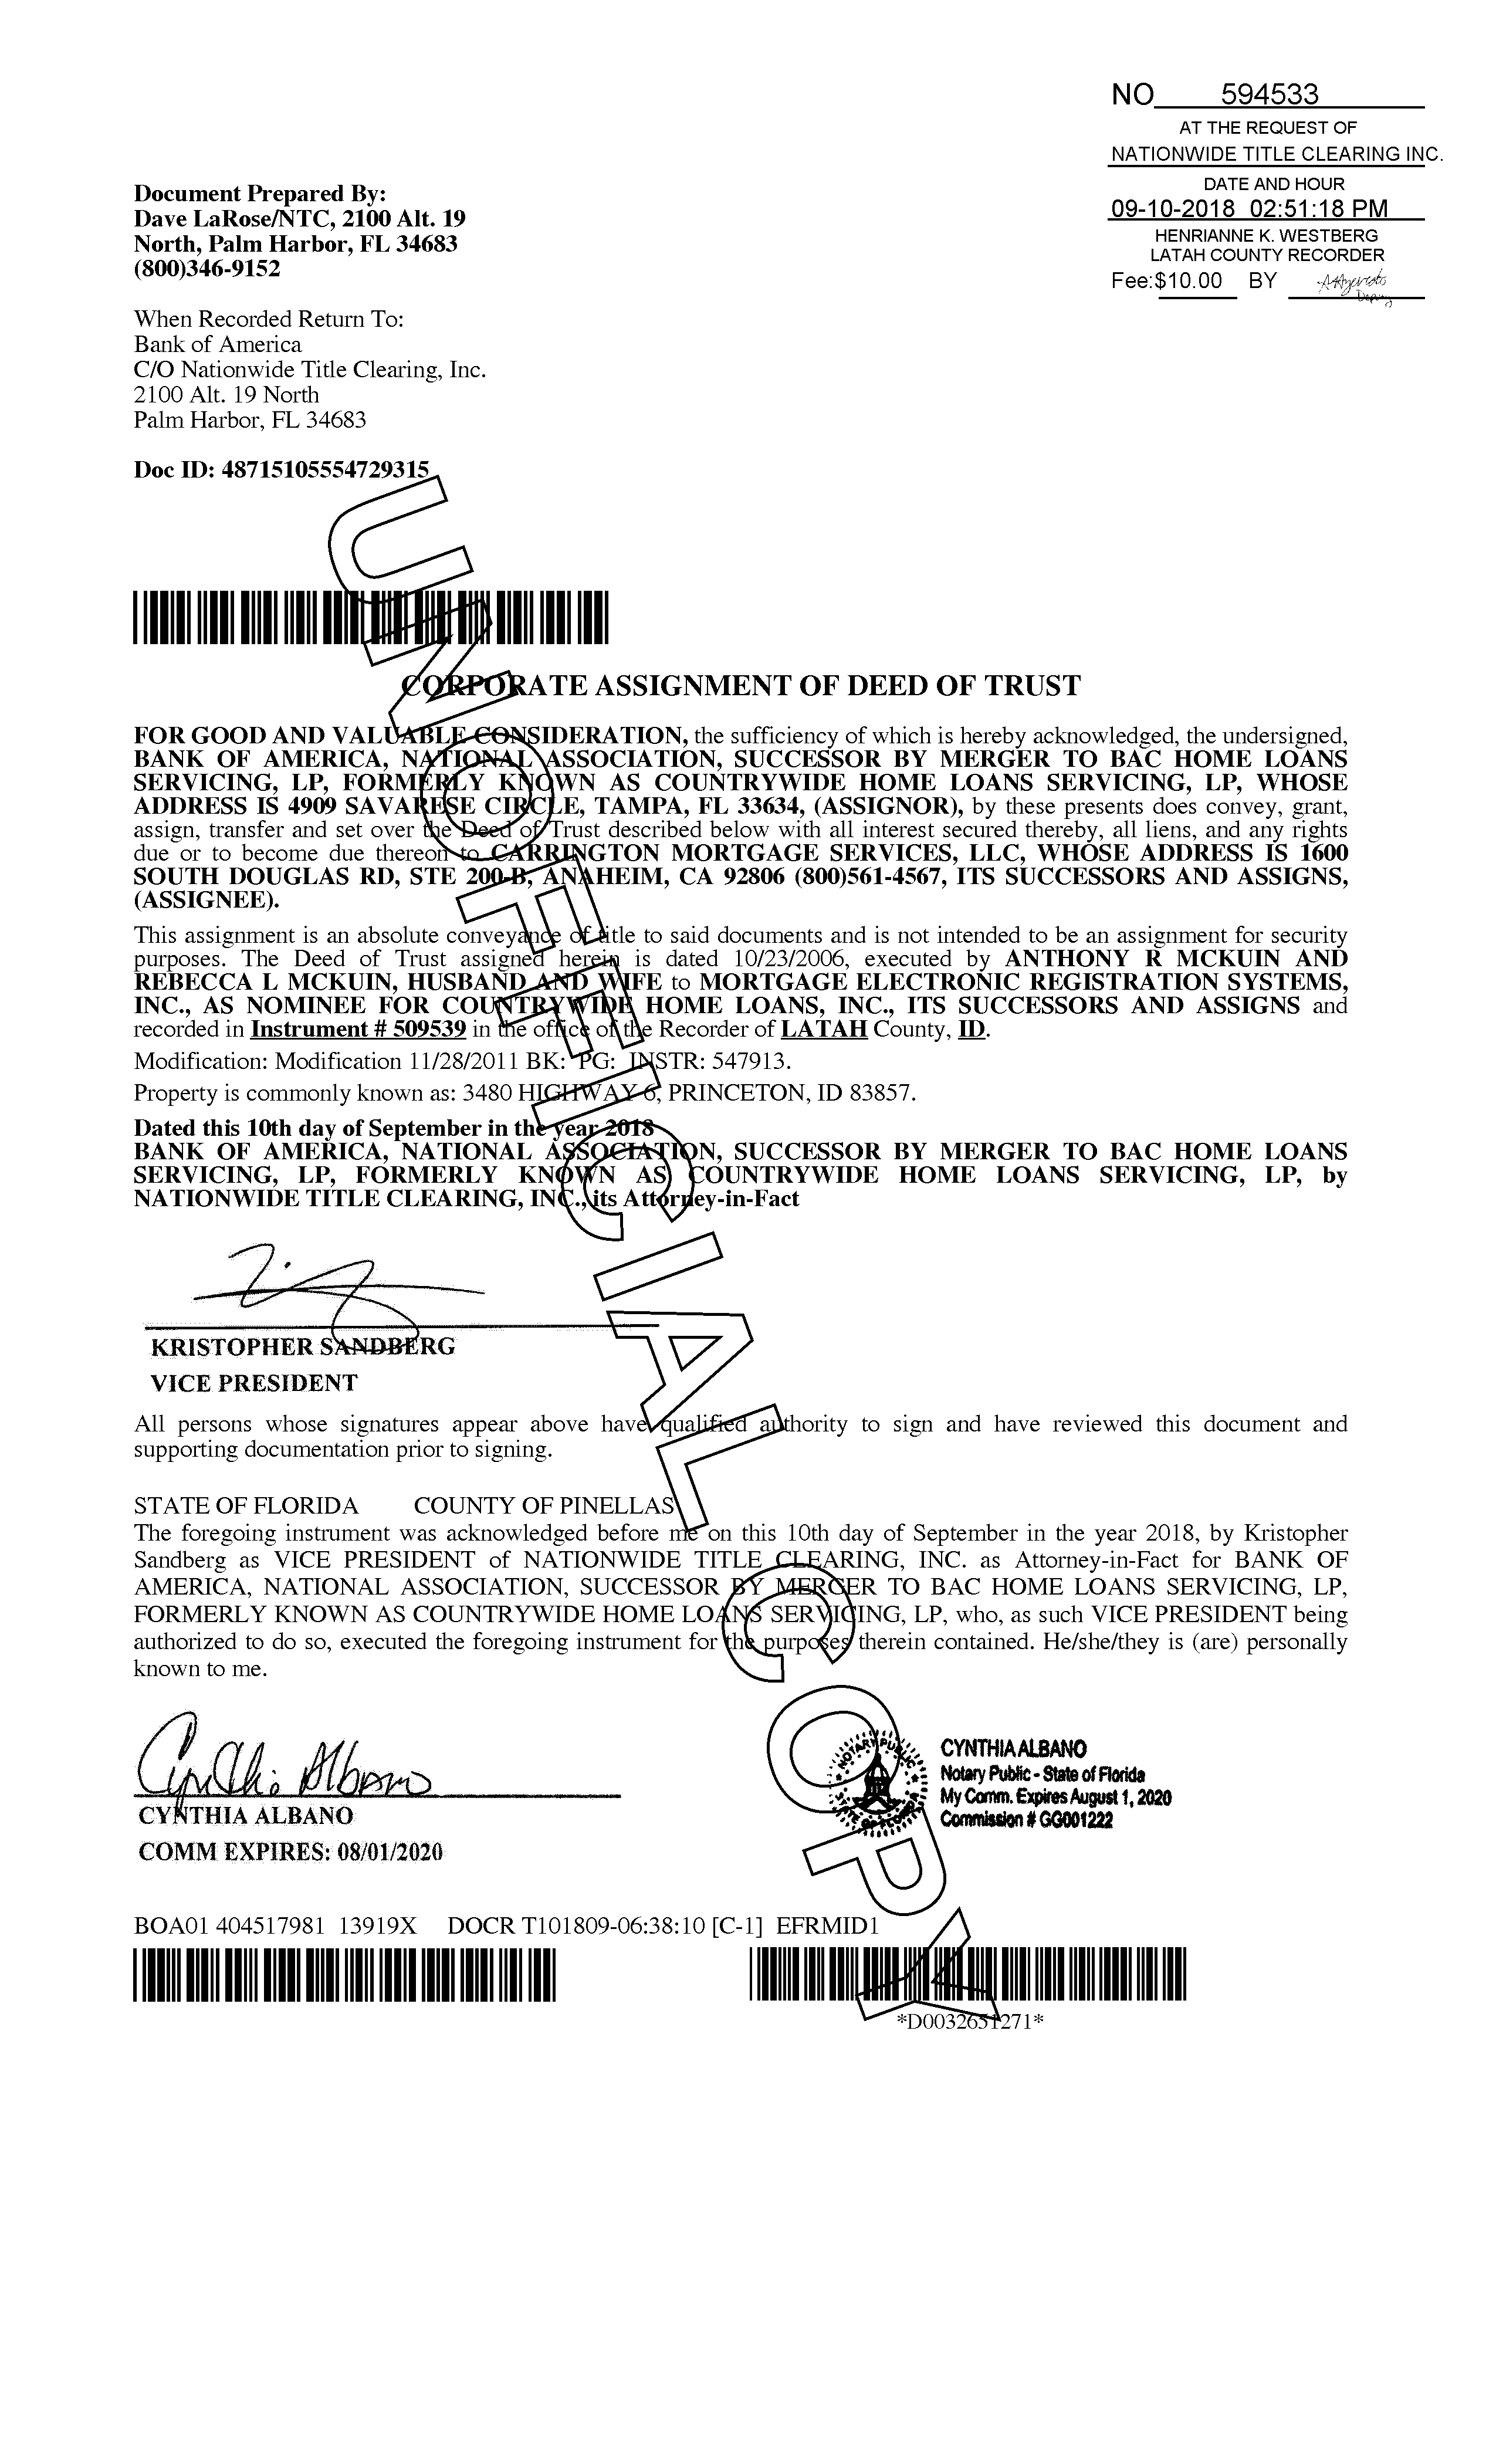 NO 594533
AT THE REQUEST OF
NATIONWIDE TITLE CLEARING INC.
DATE AND HOUR
09-10-2018 02:51:18 PM
HENRIANNE K. WESTBERG
LATAH COUNTY RECORDER
Fee:$10.00 BY
Document Prepared By:
Dave LaRose/NTC, 2100 Alt. 19
North, Palm Harbor, FL 34683
(800)346-9152
When Recorded Return To:
Bank of America
C/O Nationwide Title Clearing, Inc.
2100 Alt. 19 North
Palm Harbor, FL 34683
Doc ID: 48715105554729315
UNOFFICIAL COPY
CORPORATE ASSIGNMENT OF DEED OF TRUST
FOR GOOD AND VALUABLE CONSIDERATION, the sufficiency of which is hereby acknowledged, the undersigned,
BANK OF AMERICA, NATIONAL ASSOCIATION, SUCCESSOR BY MERGER TO BAC HOME LOANS
SERVICING, LP, FORMERLY KNOWN AS COUNTRYWIDE HOME LOANS SERVICING, LP, WHOSE
ADDRESS IS 4909 SAVARESE CIRCLE, TAMPA, FL 33634, (ASSIGNOR), by these presents does convey, grant,
assign, transfer and set over the Deed of Trust described below with all interest secured thereby, all liens, and any rights
due or to become due thereon to CARRINGTON MORTGAGE SERVICES, LLC, WHOSE ADDRESS IS 1600
SOUTH DOUGLAS RD, STE 200-B, ANAHEIM, CA 92806 (800)561-4567, ITS SUCCESSORS AND ASSIGNS,
(ASSIGNEE).
This assignment is an absolute conveyance of title to said documents and is not intended to be an assignment for security
purposes. The Deed of Trust assigned herein is dated 10/23/2006, executed by ANTHONY R MCKUIN AND
REBECCA L MCKUIN, HUSBAND AND WIFE to MORTGAGE ELECTRONIC REGISTRATION SYSTEMS,
INC., AS NOMINEE FOR COUNTRYWIDE HOME LOANS, INC., ITS SUCCESSORS AND ASSIGNS and
recorded in Instrument # 509539 in the office of the Recorder of LATAH County, ID.
Modification: Modification 11/28/2011 BK: PG: INSTR: 547913.
Property is commonly known as: 3480 HIGHWAY 6, PRINCETON, ID 83857.
Dated this 10th day of September in the year 2018
BANK OF AMERICA, NATIONAL ASSOCIATION, SUCCESSOR BY MERGER TO BAC HOME LOANS
SERVICING, LP, FORMERLY KNOWN AS COUNTRYWIDE HOME LOANS SERVICING, LP, by
NATIONWIDE TITLE CLEARING, INC., its Attorney-in-Fact
KRISTOPHER SANDBERG
VICE PRESIDENT
All persons whose signatures appear above have qualified authority to sign and have reviewed this document and
supporting documentation prior to signing.
STATE OF FLORIDA COUNTY OF PINELLAS
The foregoing instrument was acknowledged before me on this 10th day of September in the year 2018, by Kristopher
Sandberg as VICE PRESIDENT of NATIONWIDE TITLE CLEARING, INC. as Attorney-in-Fact for BANK OF
AMERICA, NATIONAL ASSOCIATION, SUCCESSOR BY MERGER TO BAC HOME LOANS SERVICING, LP,
FORMERLY KNOWN AS COUNTRYWIDE HOME LOANS SERVICING, LP, who, as such VICE PRESIDENT being
authorized to do so, executed the foregoing instrument for the purposes therein contained. He/she/they is (are) personally
known to me.
Cynthia Albano
CYNTHIA ALBANO
COMM EXPIRES: 08/01/2020
NOTARY PUBLIC
STATE OF FLORIDA
CYNTHIA ALBANO
Notary Public - State of Florida
My Comm. Expires August 1, 2020
Commission # GG001222
BOA01 404517981 13919X DOCR T101809-06:38:10 [C-1] EFRMID1
*D0032651271*